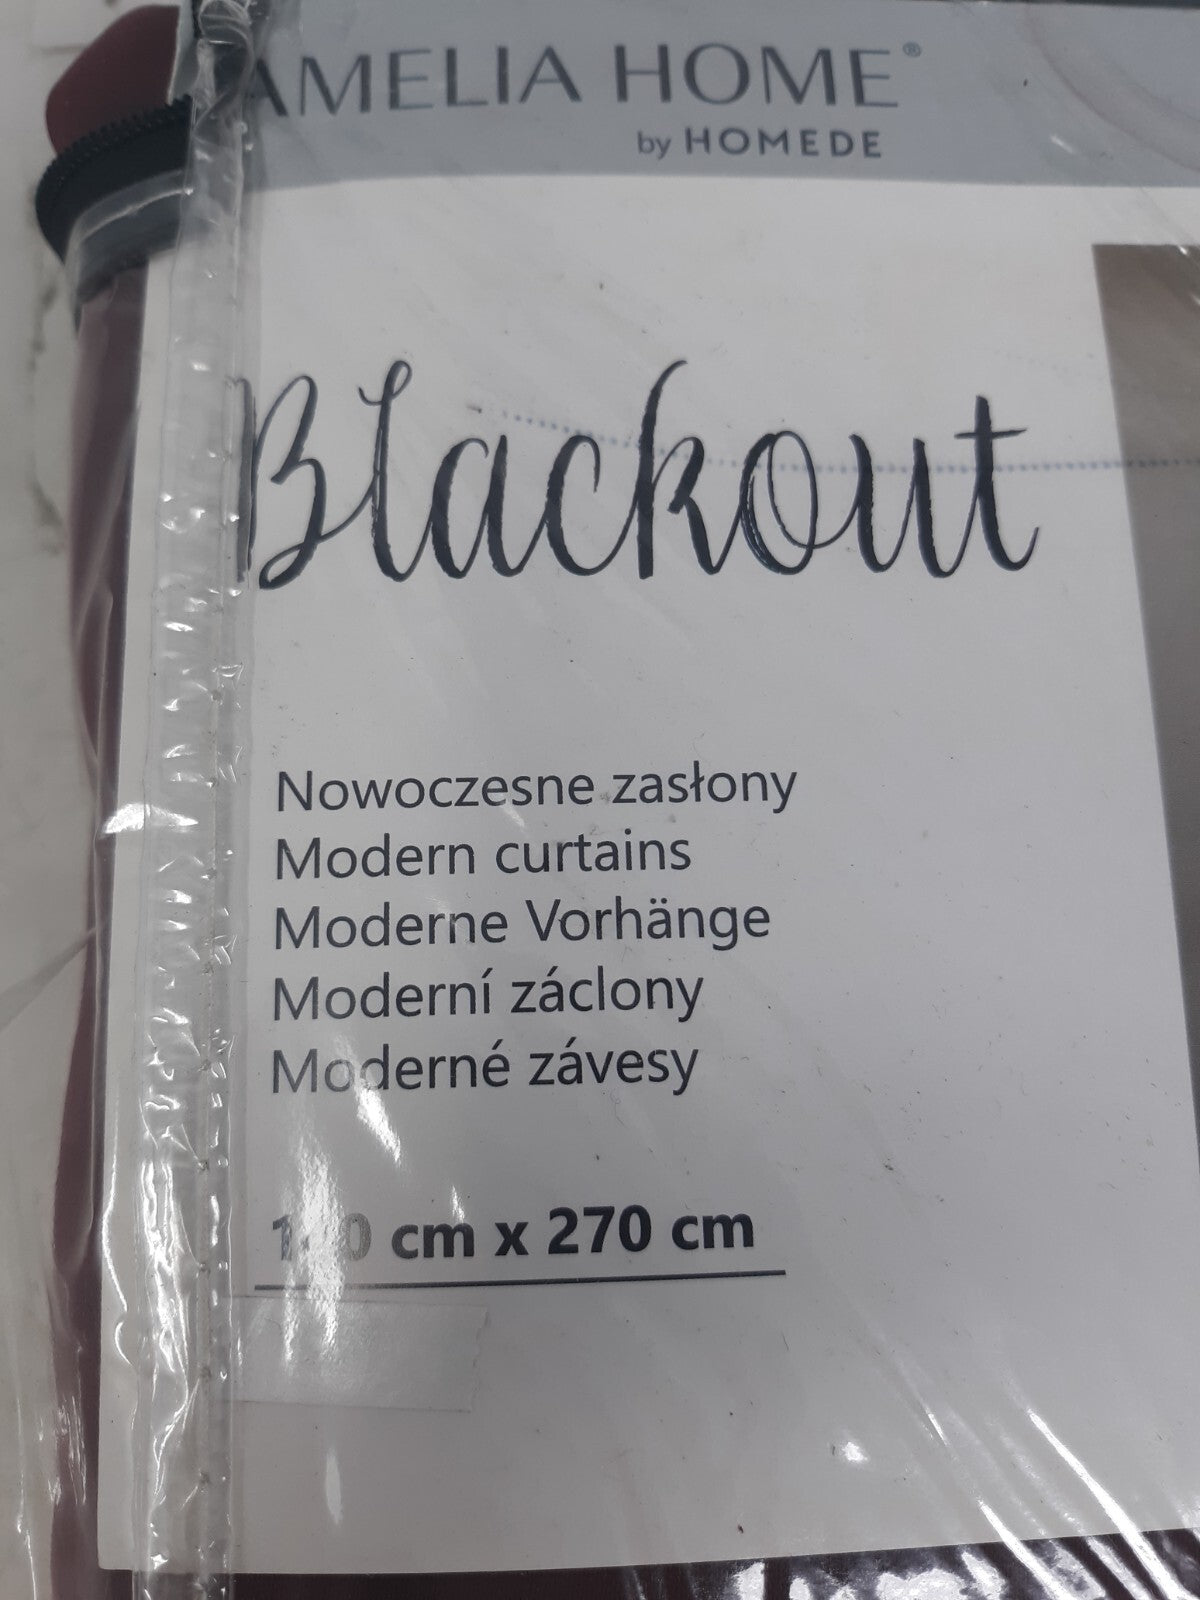 AMELIA HOME®
by HOMEDE
Blackout
Nowoczesne zasłony
Modern curtains
Moderne Vorhänge
Moderní záclony
Moderné závesy
cm x 270 cm